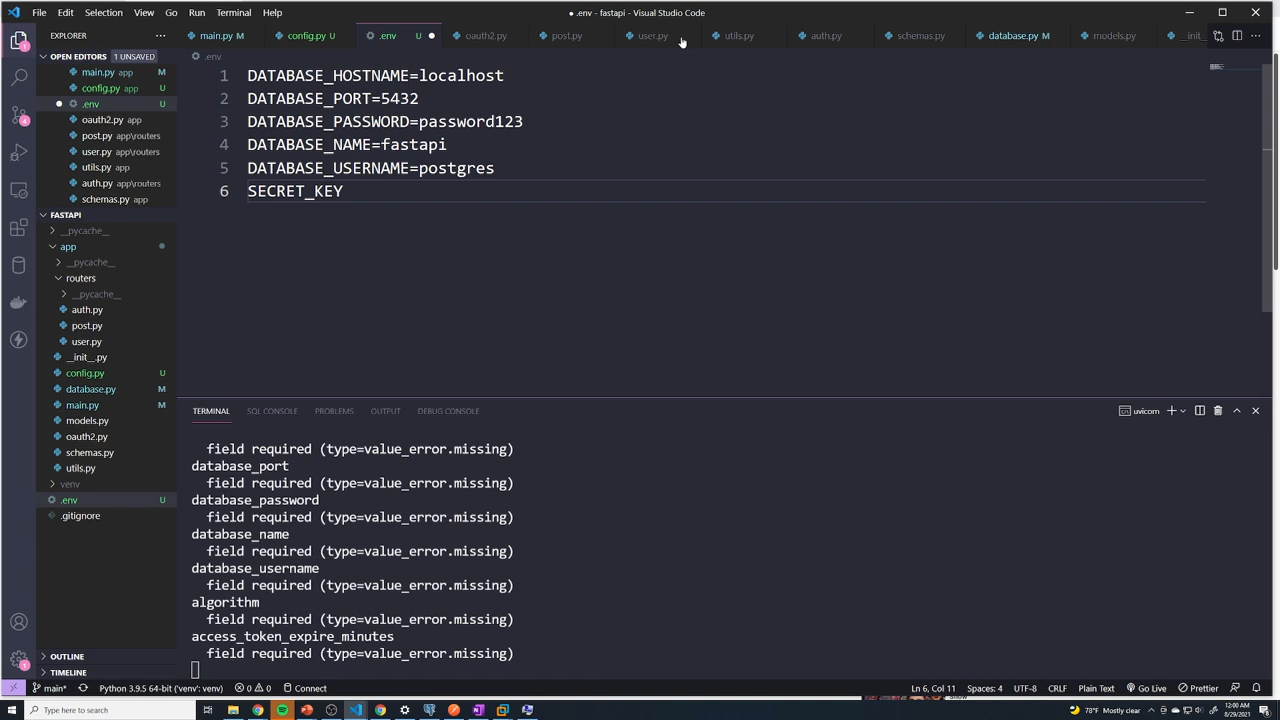 File Edit Selection View Go Run Terminal Help
● .env - fastapi - Visual Studio Code
EXPLORER
main.py M
config.py U
.env U
oauth2.py
post.py
user.py
utils.py
auth.py
schemas.py
database.py M
models.py
__init__
OPEN EDITORS 1 UNSAVED
main.py app M
config.py app U
.env U
oauth2.py app
post.py app\routers
user.py app\routers
utils.py app
auth.py app\routers
schemas.py app
FASTAPI
__pycache__
app
__pycache__
routers
__pycache__
auth.py
post.py
user.py
__init__.py
config.py U
database.py M
main.py M
models.py
oauth2.py
schemas.py
utils.py
venv
.env U
.gitignore
OUTLINE
TIMELINE
.env
1 DATABASE_HOSTNAME=localhost
2 DATABASE_PORT=5432
3 DATABASE_PASSWORD=password123
4 DATABASE_NAME=fastapi
5 DATABASE_USERNAME=postgres
6 SECRET_KEY
TERMINAL SQL CONSOLE PROBLEMS OUTPUT DEBUG CONSOLE
uvicorn
field required (type=value_error.missing)
database_port
field required (type=value_error.missing)
database_password
field required (type=value_error.missing)
database_name
field required (type=value_error.missing)
database_username
field required (type=value_error.missing)
algorithm
field required (type=value_error.missing)
access_token_expire_minutes
field required (type=value_error.missing)
main* Python 3.9.5 64-bit ('venv': venv) 0 0 Connect
Ln 6, Col 11 Spaces: 4 UTF-8 CRLF Plain Text Go Live Prettier
Type here to search
78°F Mostly clear
12:00 AM
8/29/2021